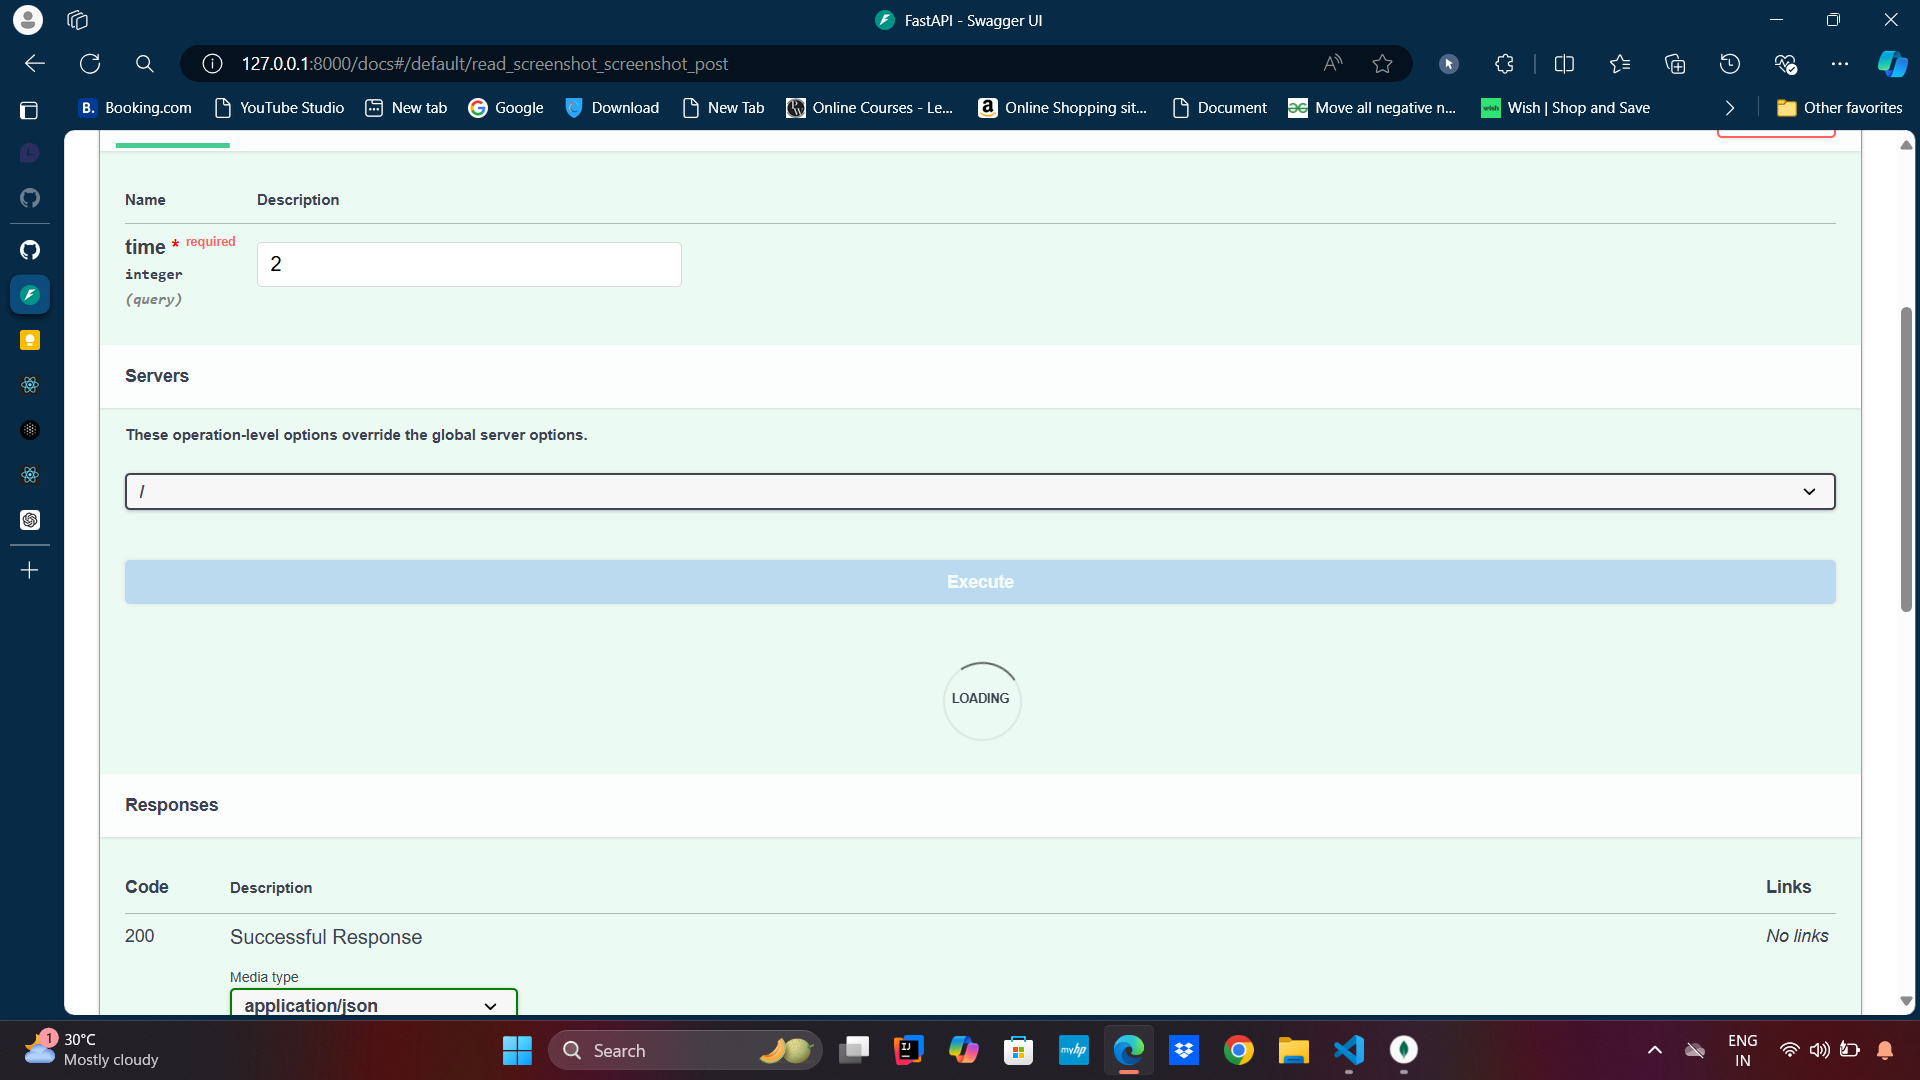 FastAPI - Swagger UI
127.0.0.1:8000/docs#/default/read_screenshot_screenshot_post
Booking.com
YouTube Studio
New tab
Google
Download
New Tab
Online Courses - Le...
Online Shopping sit...
Document
Move all negative n...
Wish | Shop and Save
Other favorites
Name Description
time * required
integer
(query)
2
Servers
These operation-level options override the global server options.
/
Execute
LOADING
Responses
Code Description Links
200 Successful Response No links
Media type
application/json
1
30°C
Mostly cloudy
Search
myhp
ENG
IN